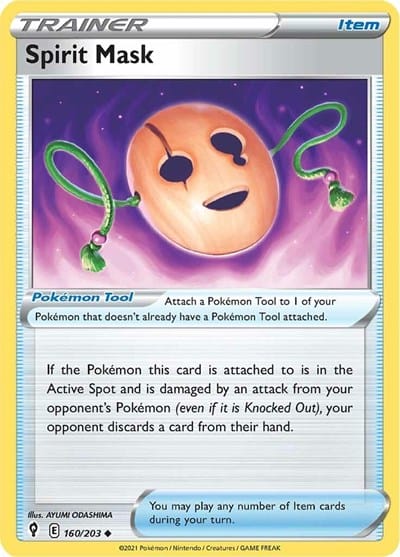 TRAINER Item
Spirit Mask
Pokémon Tool Attach a Pokémon Tool to 1 of your
Pokémon that doesn't already have a Pokémon Tool attached.
If the Pokémon this card is attached to is in the
Active Spot and is damaged by an attack from your
opponent's Pokémon (even if it is Knocked Out), your
opponent discards a card from their hand.
Illus. AYUMI ODASHIMA
E 160/203
You may play any number of Item cards
during your turn.
©2021 Pokémon / Nintendo / Creatures / GAME FREAK